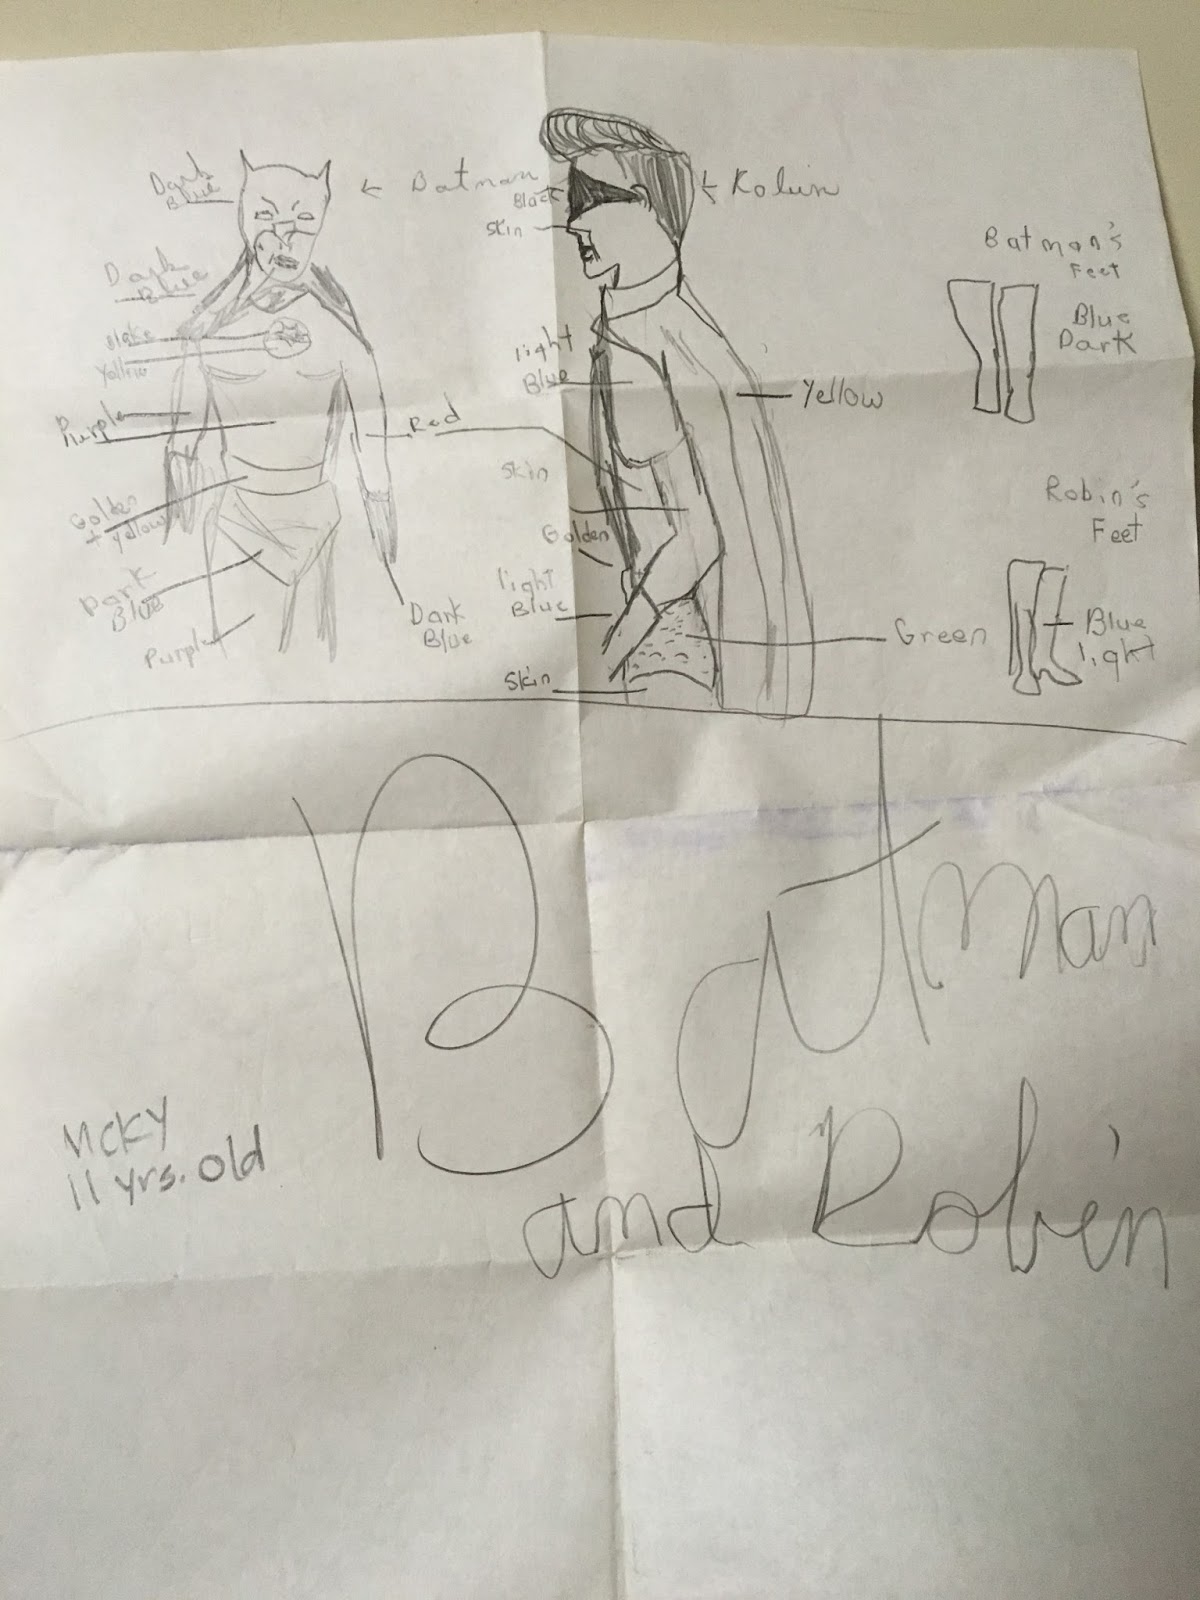 Dark
Blue
← Batman
Black
Skin
← Robin
Batman's
Feet
Blue
Dark
Dark
Blue
Blake
Yellow
light
Blue
Yellow
Purple
Red
Skin
Golden
+ Yellow
Golden
Robin's
Feet
Dark
Blue
light
Blue
Dark
Blue
Green
Blue
light
Purple
Skin
Batman
and Robin
Vicky
11 yrs. old